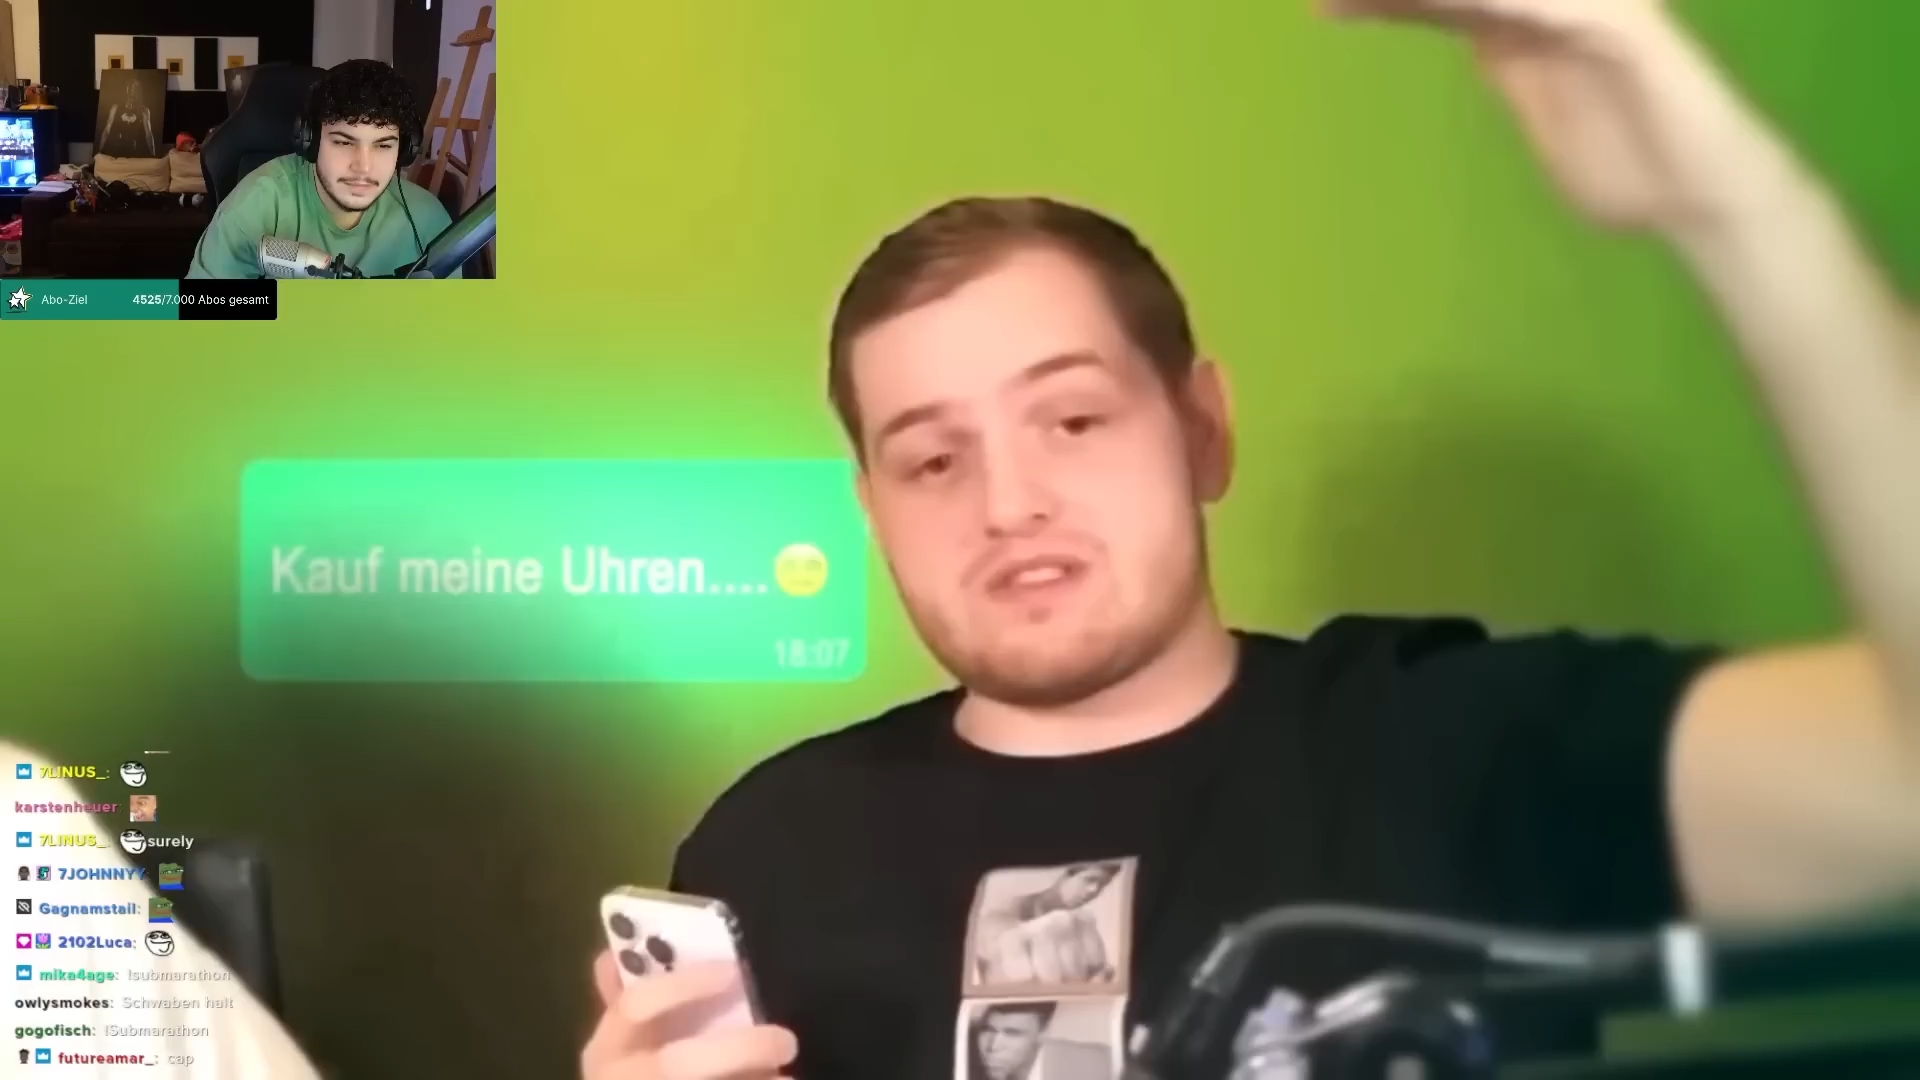 Abo-Ziel 4525/7.000 Abos gesamt
Kauf meine Uhren....
18:07
7LINUS_:
karstenheuer:
7LINUS_: surely
7JOHNNYY:
Gagnamstail:
2102Luca:
mika4age: !submarathon
owlysmokes: Schwaben halt
gogofisch: !Submarathon
futureamar_: cap